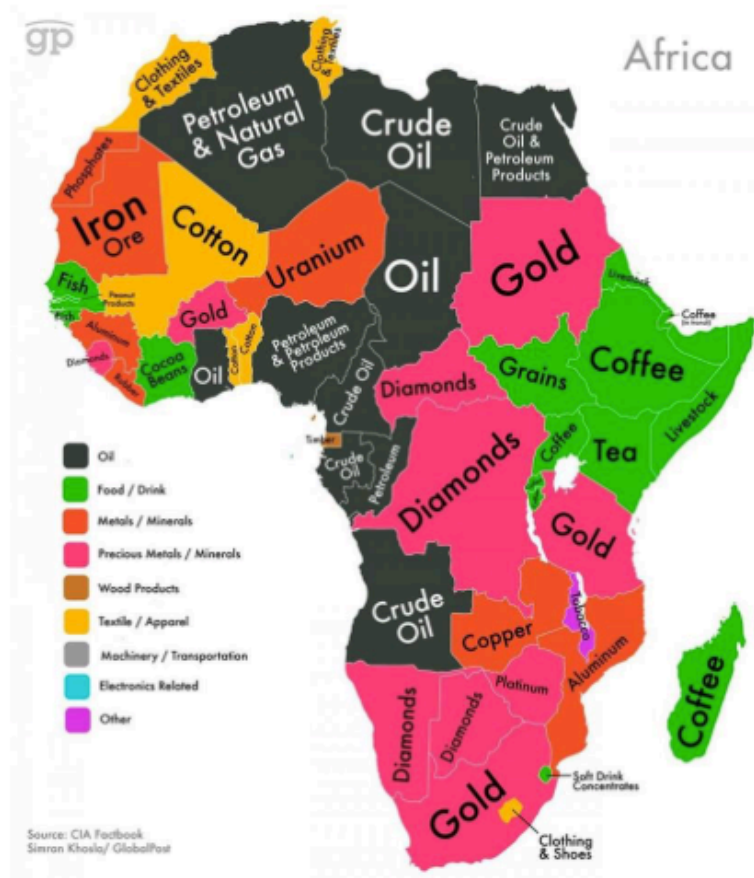 gp
Africa
Clothing
& Textiles
Clothing
& Textiles
Petroleum
& Natural
Gas
Crude
Oil
Crude
Oil &
Petroleum
Products
Phosphates
Iron
Ore
Cotton
Uranium
Oil
Gold
Fish
Peanut
Products
Fish
Gold
Livestock
Coffee
(in transit)
Aluminum
Diamonds
Rubber
Cocoa
Beans
Oil
Cotton
Cotton
Petroleum
& Petroleum
Products
Crude Oil
Diamonds
Grains
Coffee
Livestock
Timber
Crude
Oil
Petroleum
Diamonds
Coffee
Tea
Gold
Crude
Oil
Copper
Tobacco
Aluminum
Diamonds
Diamonds
Platinum
Coffee
Gold
Soft Drink
Concentrates
Clothing
& Shoes
Oil
Food / Drink
Metals / Minerals
Precious Metals / Minerals
Wood Products
Textile / Apparel
Machinery / Transportation
Electronics Related
Other
Source: CIA Factbook
Simran Khosla/ GlobalPost